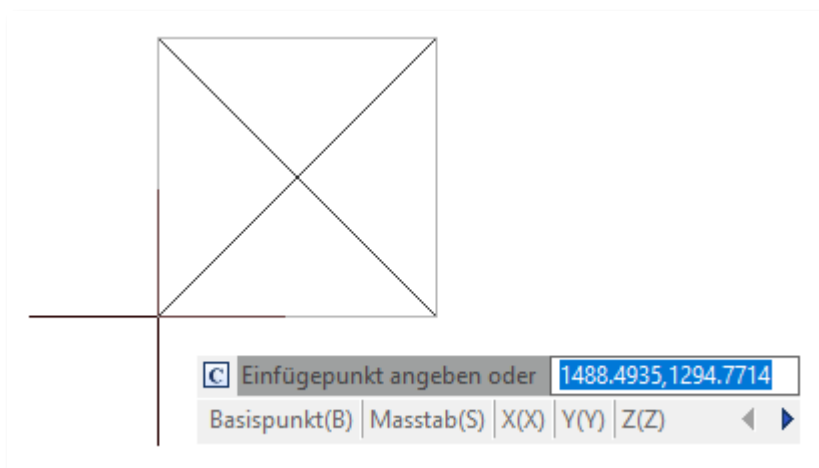 C Einfügepunkt angeben oder 1488.4935,1294.7714
Basispunkt(B) Masstab(S) X(X) Y(Y) Z(Z)